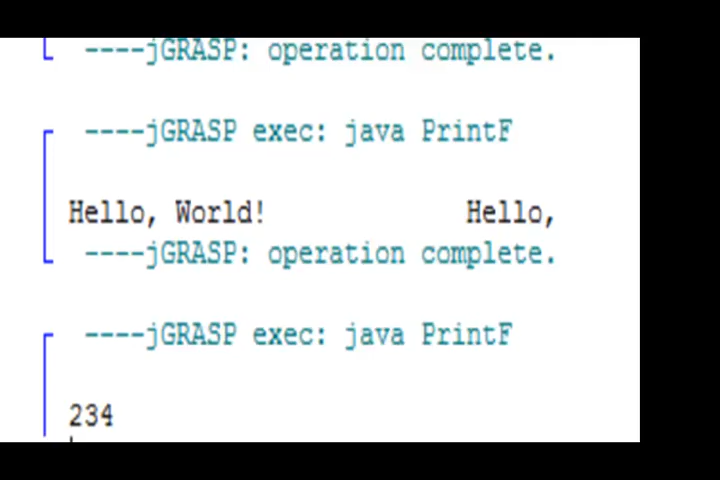 ----jGRASP: operation complete.
----jGRASP exec: java PrintF
Hello, World!                          Hello,
----jGRASP: operation complete.
----jGRASP exec: java PrintF
234